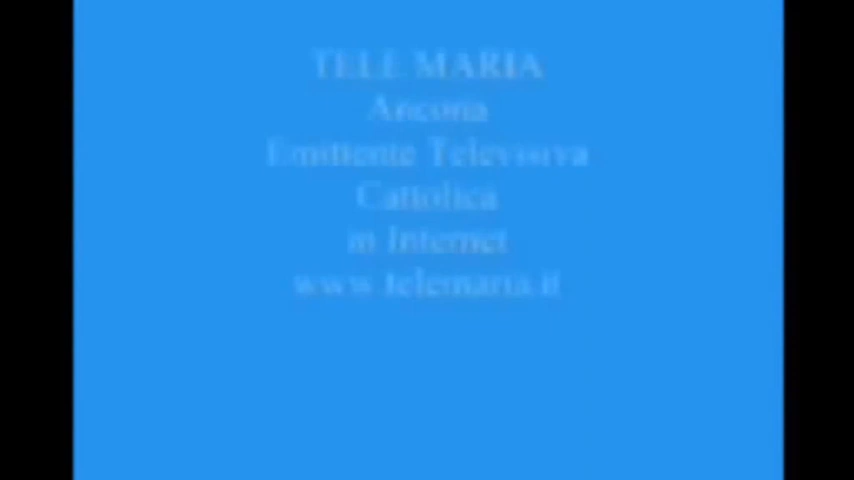 TELE MARIA
Ancona
Emittente Televisiva
Cattolica
in Internet
www.telemaria.it